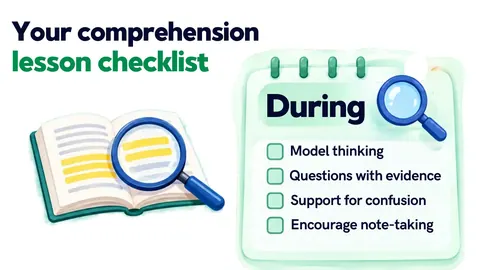 Your comprehension
lesson checklist
During
Model thinking
Questions with evidence
Support for confusion
Encourage note-taking